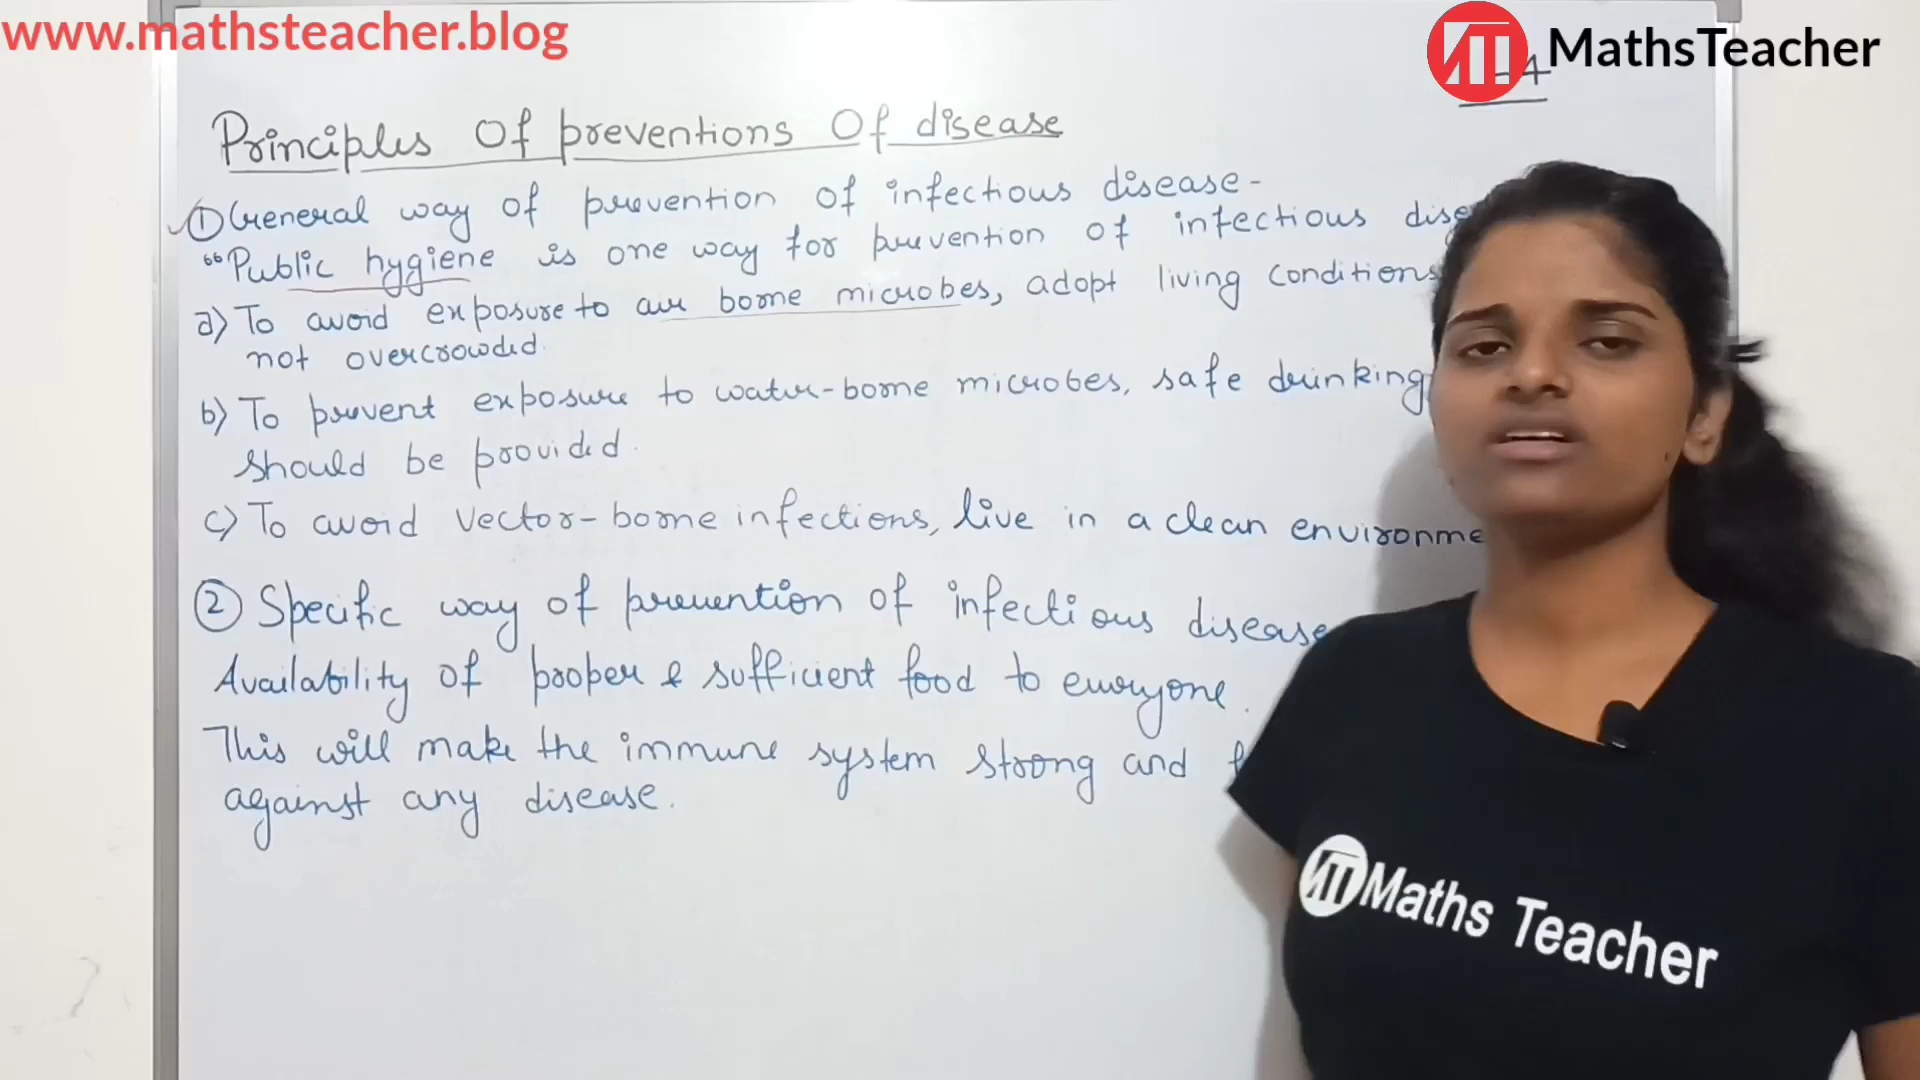 www.mathsteacher.blog
MathsTeacher
-4
Principles Of preventions Of disease
① General way of prevention of infectious disease -
"Public hygiene is one way for prevention of infectious
a) To avoid exposure to air borne microbes, adopt living conditions
not overcrowded.
b) To prevent exposure to water-borne microbes, safe drinking
should be provided.
c) To avoid vector-borne infections, live in a clean
② Specific way of prevention of infectious disease
Availability of proper & sufficient food to everyone.
This will make the immune system strong and
against any disease.
Maths Teacher